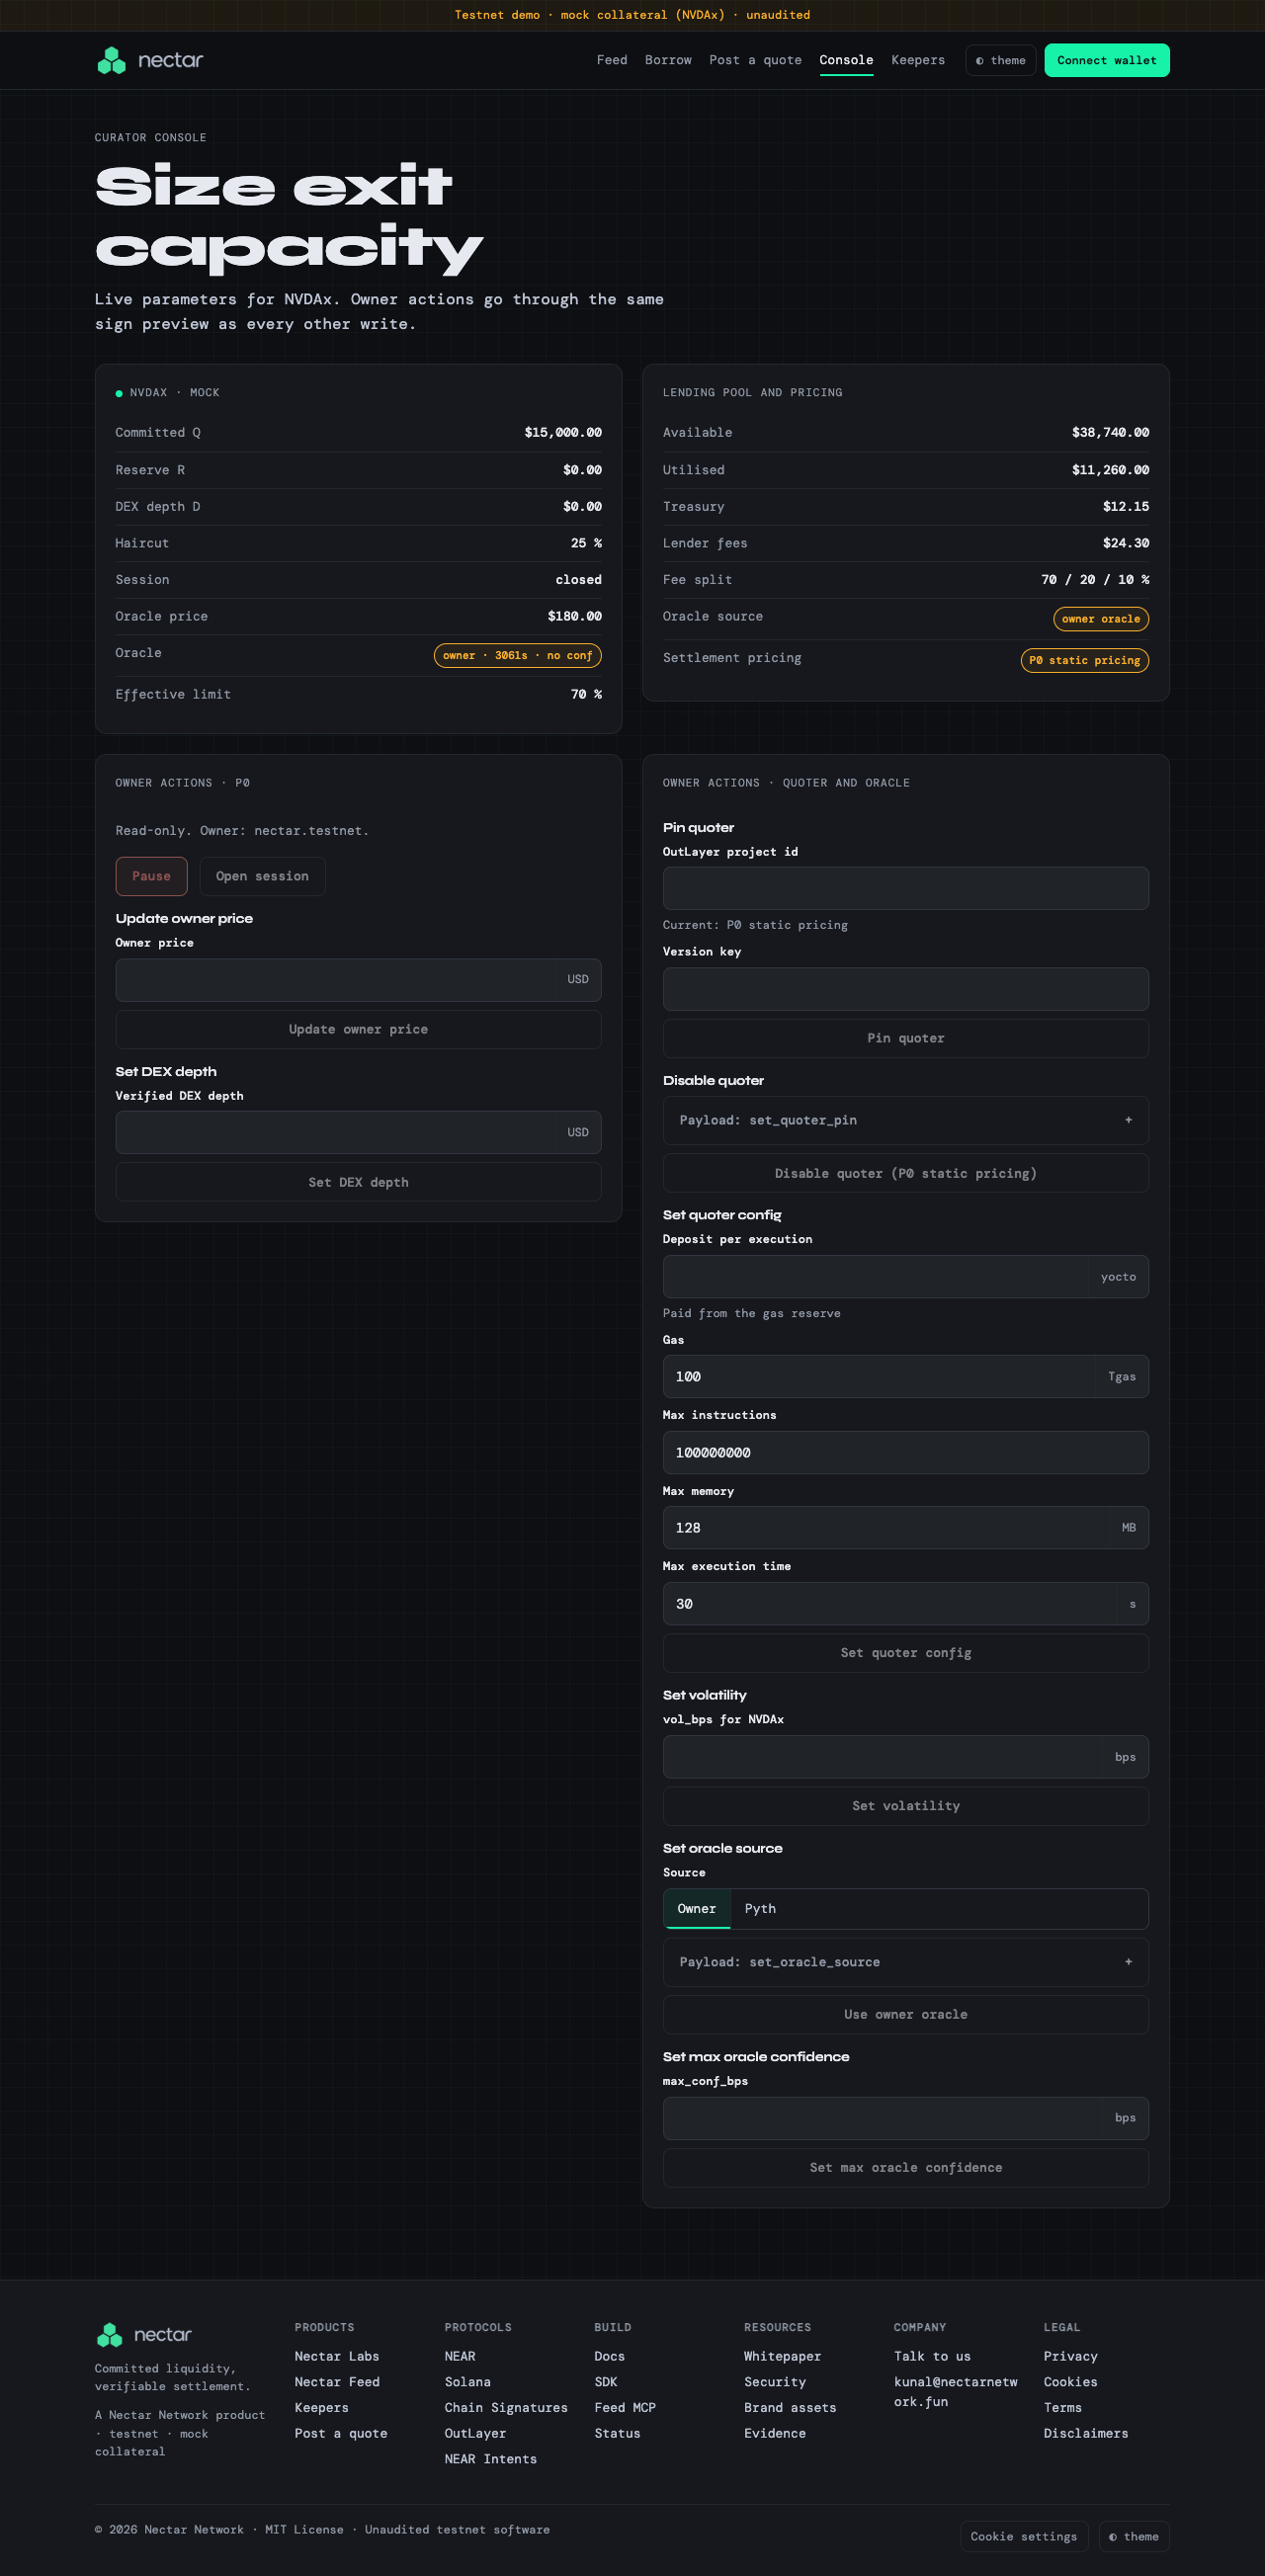 Testnet demo · mock collateral (NVDAx) · unaudited
nectar
Feed
Borrow
Post a quote
Console
Keepers
◐ theme
Connect wallet
CURATOR CONSOLE
Size exit
capacity
Live parameters for NVDAx. Owner actions go through the same
sign preview as every other write.
NVDAX · MOCK
Committed Q $15,000.00
Reserve R $0.00
DEX depth D $0.00
Haircut 25 %
Session closed
Oracle price $180.00
Oracle owner · 3061s · no conf
Effective limit 70 %
LENDING POOL AND PRICING
Available $38,740.00
Utilised $11,260.00
Treasury $12.15
Lender fees $24.30
Fee split 70 / 20 / 10 %
Oracle source owner oracle
Settlement pricing P0 static pricing
OWNER ACTIONS · P0
Read-only. Owner: nectar.testnet.
Pause
Open session
Update owner price
Owner price
USD
Update owner price
Set DEX depth
Verified DEX depth
USD
Set DEX depth
OWNER ACTIONS · QUOTER AND ORACLE
Pin quoter
OutLayer project id
Current: P0 static pricing
Version key
Pin quoter
Disable quoter
Payload: set_quoter_pin +
Disable quoter (P0 static pricing)
Set quoter config
Deposit per execution
yocto
Paid from the gas reserve
Gas
100 Tgas
Max instructions
100000000
Max memory
128 MB
Max execution time
30 s
Set quoter config
Set volatility
vol_bps for NVDAx
bps
Set volatility
Set oracle source
Source
Owner Pyth
Payload: set_oracle_source +
Use owner oracle
Set max oracle confidence
max_conf_bps
bps
Set max oracle confidence
nectar
Committed liquidity,
verifiable settlement.
A Nectar Network product
· testnet · mock
collateral
PRODUCTS
Nectar Labs
Nectar Feed
Keepers
Post a quote
PROTOCOLS
NEAR
Solana
Chain Signatures
OutLayer
NEAR Intents
BUILD
Docs
SDK
Feed MCP
Status
RESOURCES
Whitepaper
Security
Brand assets
Evidence
COMPANY
Talk to us
kunal@nectarnetw
ork.fun
LEGAL
Privacy
Cookies
Terms
Disclaimers
© 2026 Nectar Network · MIT License · Unaudited testnet software
Cookie settings
◐ theme